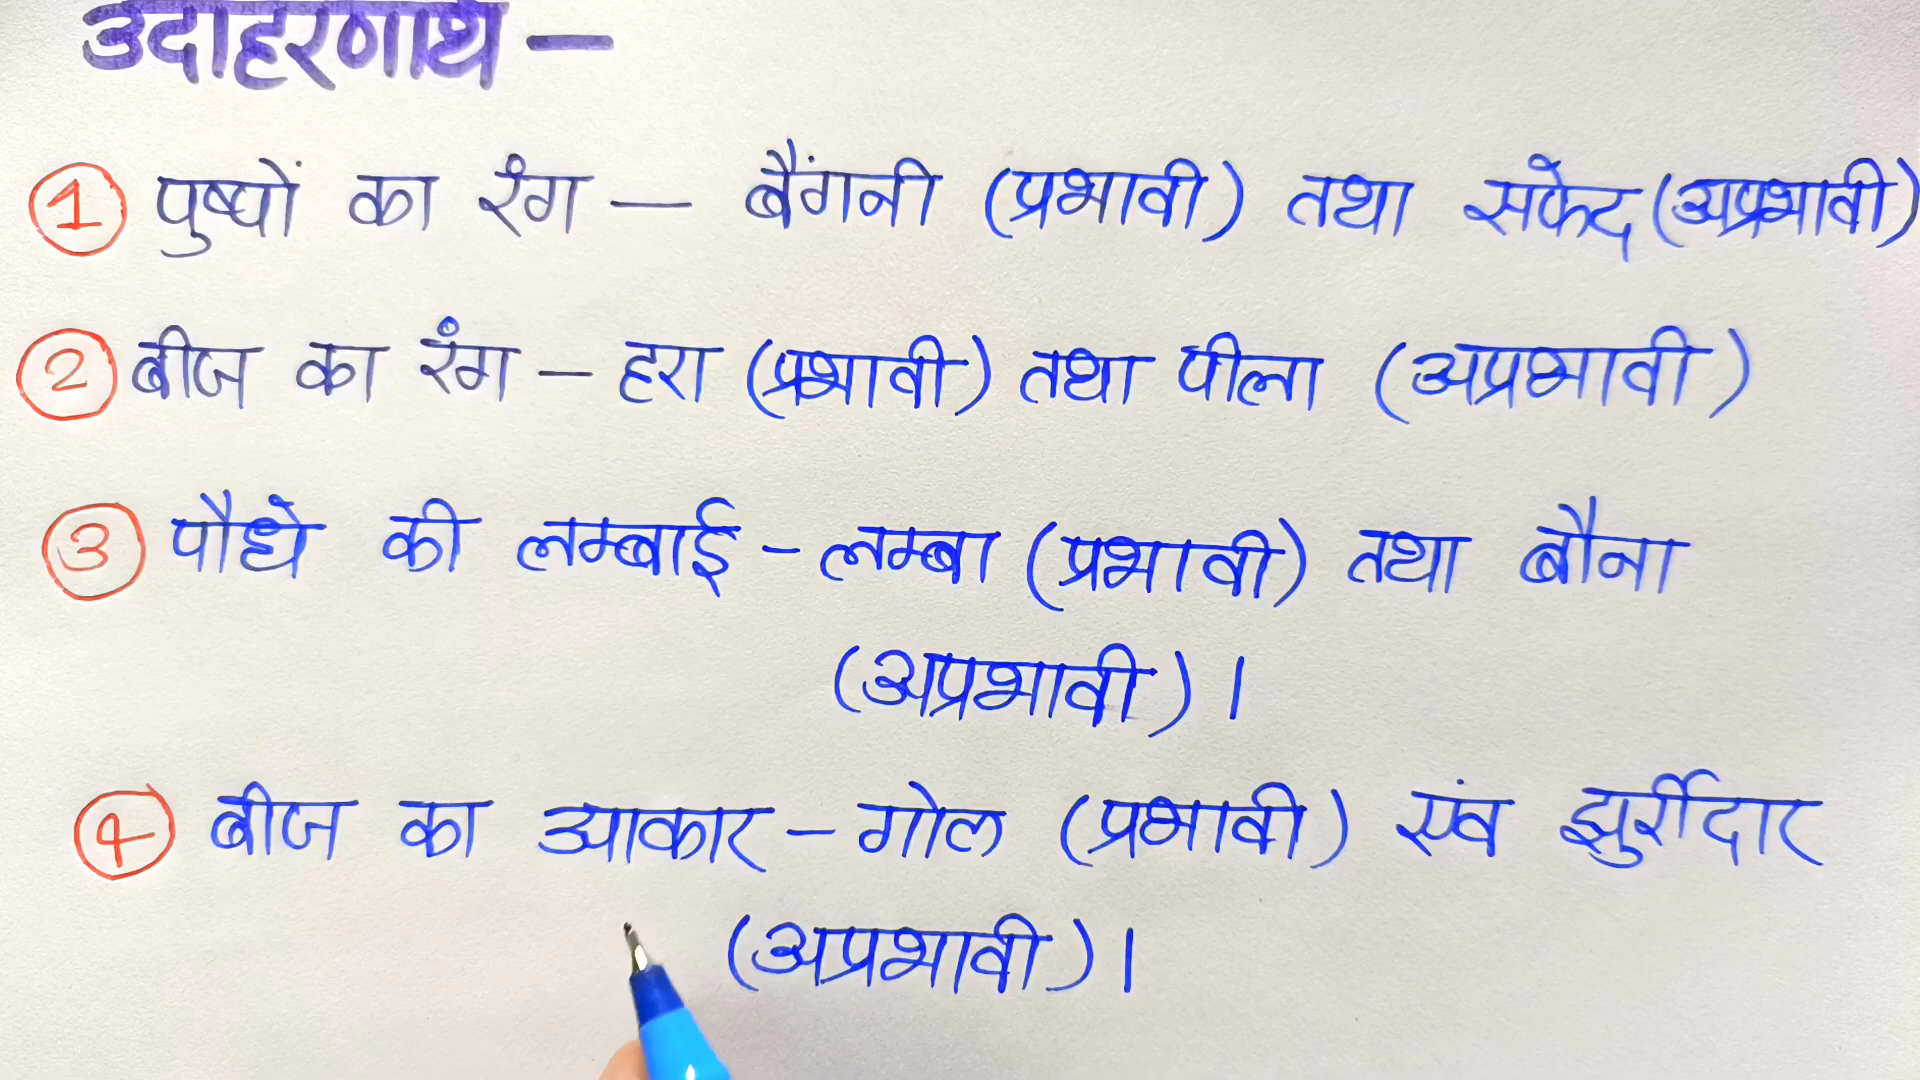 उदाहरणार्थ —
① पुष्पों का रंग — बैंगनी (प्रभावी) तथा सफेद (अप्रभावी)
② बीज का रंग - हरा (प्रभावी) तथा पीला (अप्रभावी)
③ पौधे की लम्बाई - लम्बा (प्रभावी) तथा बौना
(अप्रभावी) ।
④ बीज का आकार - गोल (प्रभावी) एंव झुर्रीदार
(अप्रभावी) ।